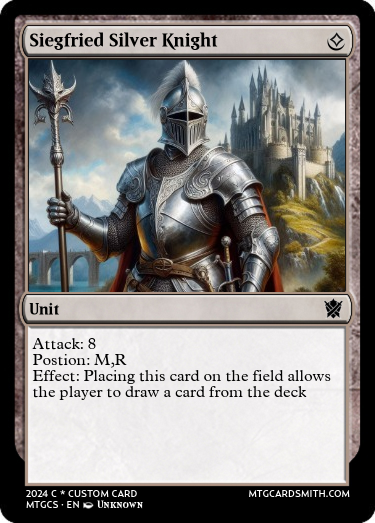 Siegfried Silver Knight
Unit
Attack: 8
Postion: M,R
Effect: Placing this card on the field allows
the player to draw a card from the deck
2024 C * CUSTOM CARD
MTGCARDSMITH.COM
MTGCS · EN Unknown